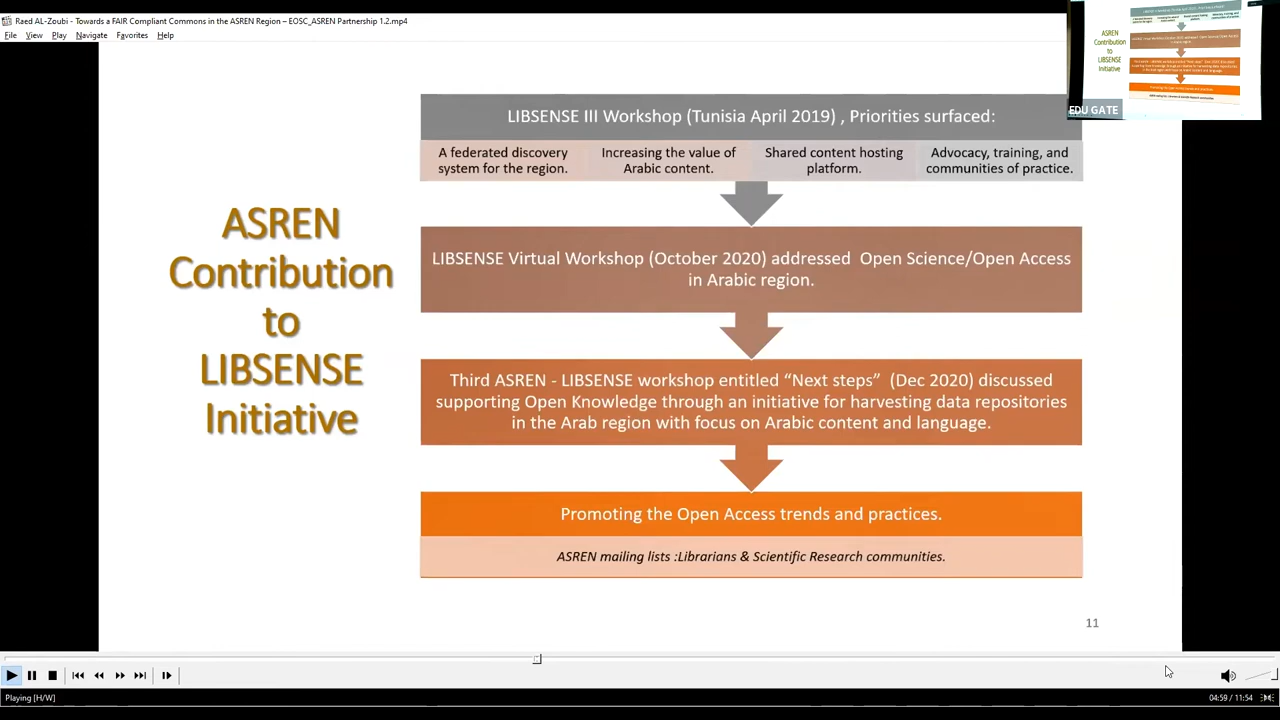 Raed AL-Zoubi - Towards a FAIR Compliant Commons in the ASREN Region – EOSC_ASREN Partnership 1.2.mp4
File View Play Navigate Favorites Help
ASREN
Contribution
to
LIBSENSE
Initiative
EDU GATE
LIBSENSE III Workshop (Tunisia April 2019) , Priorities surfaced:
A federated discovery
system for the region.
Increasing the value of
Arabic content.
Shared content hosting
platform.
Advocacy, training, and
communities of practice.
ASREN
Contribution
to
LIBSENSE
Initiative
LIBSENSE Virtual Workshop (October 2020) addressed Open Science/Open Access
in Arabic region.
Third ASREN - LIBSENSE workshop entitled “Next steps” (Dec 2020) discussed
supporting Open Knowledge through an initiative for harvesting data repositories
in the Arab region with focus on Arabic content and language.
Promoting the Open Access trends and practices.
ASREN mailing lists :Librarians & Scientific Research communities.
11
Playing [H/W]
04:59 / 11:54